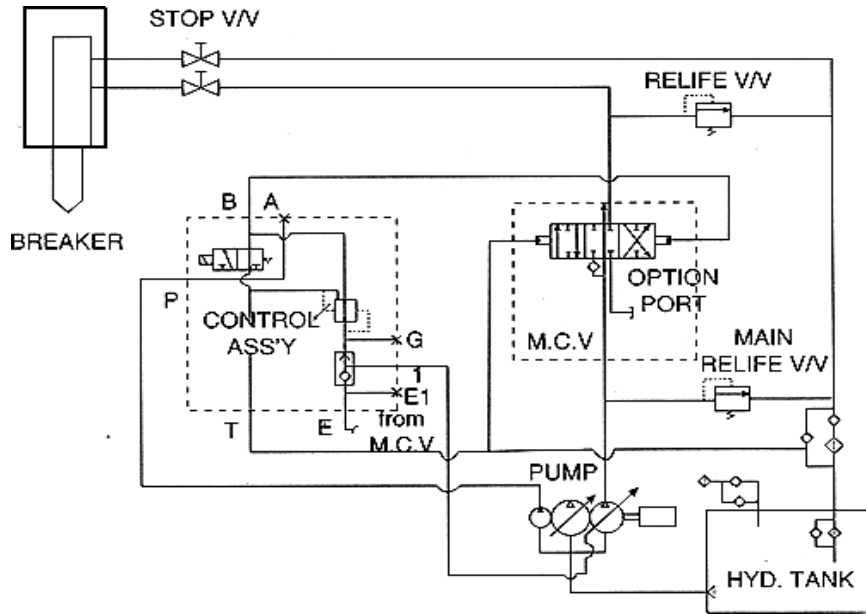 STOP V/V
RELIFE V/V
B A
BREAKER
P
OPTION
PORT
CONTROL
ASS'Y
G
M.C.V
MAIN
RELIFE V/V
1
E1
T E from
M.C.V
PUMP
HYD. TANK